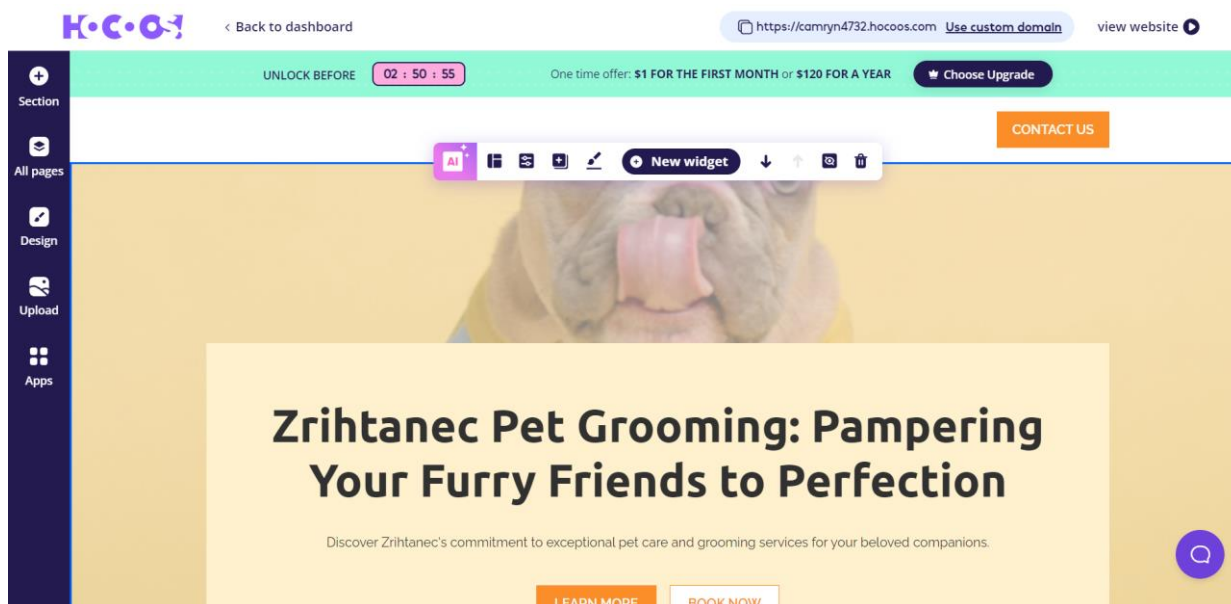 HOCOOS
< Back to dashboard
https://camryn4732.hocoos.com Use custom domain
view website
UNLOCK BEFORE 02 : 50 : 55 One time offer: $1 FOR THE FIRST MONTH or $120 FOR A YEAR Choose Upgrade
Section
CONTACT US
AI New widget
All pages
Design
Upload
Apps
Zrihtanec Pet Grooming: Pampering
Your Furry Friends to Perfection
Discover Zrihtanec's commitment to exceptional pet care and grooming services for your beloved companions.
LEARN MORE BOOK NOW